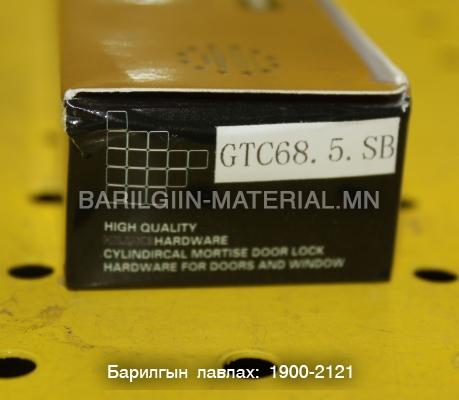 GTC68.5.SB
BARILGIIN-MATERIAL.MN
HIGH QUALITY
HARDWARE
CYLINDIRCAL MORTISE DOOR LOCK
HARDWARE FOR DOORS AND WINDOW
Барилгын лавлах: 1900-2121